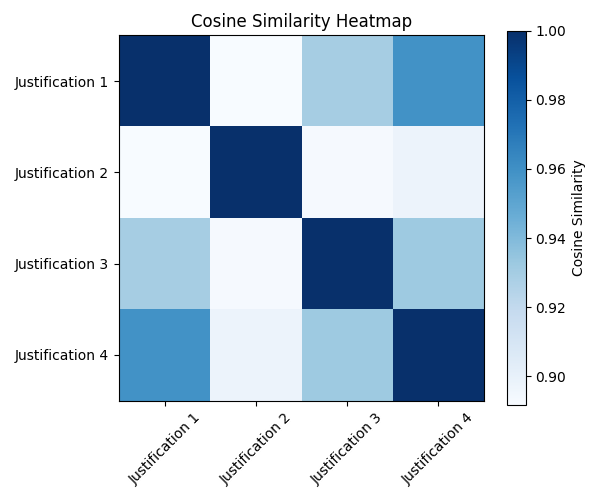 Cosine Similarity Heatmap
Justification 1
Justification 2
Justification 3
Justification 4
Justification 1
Justification 2
Justification 3
Justification 4
1.00
0.98
0.96
0.94
0.92
0.90
Cosine Similarity